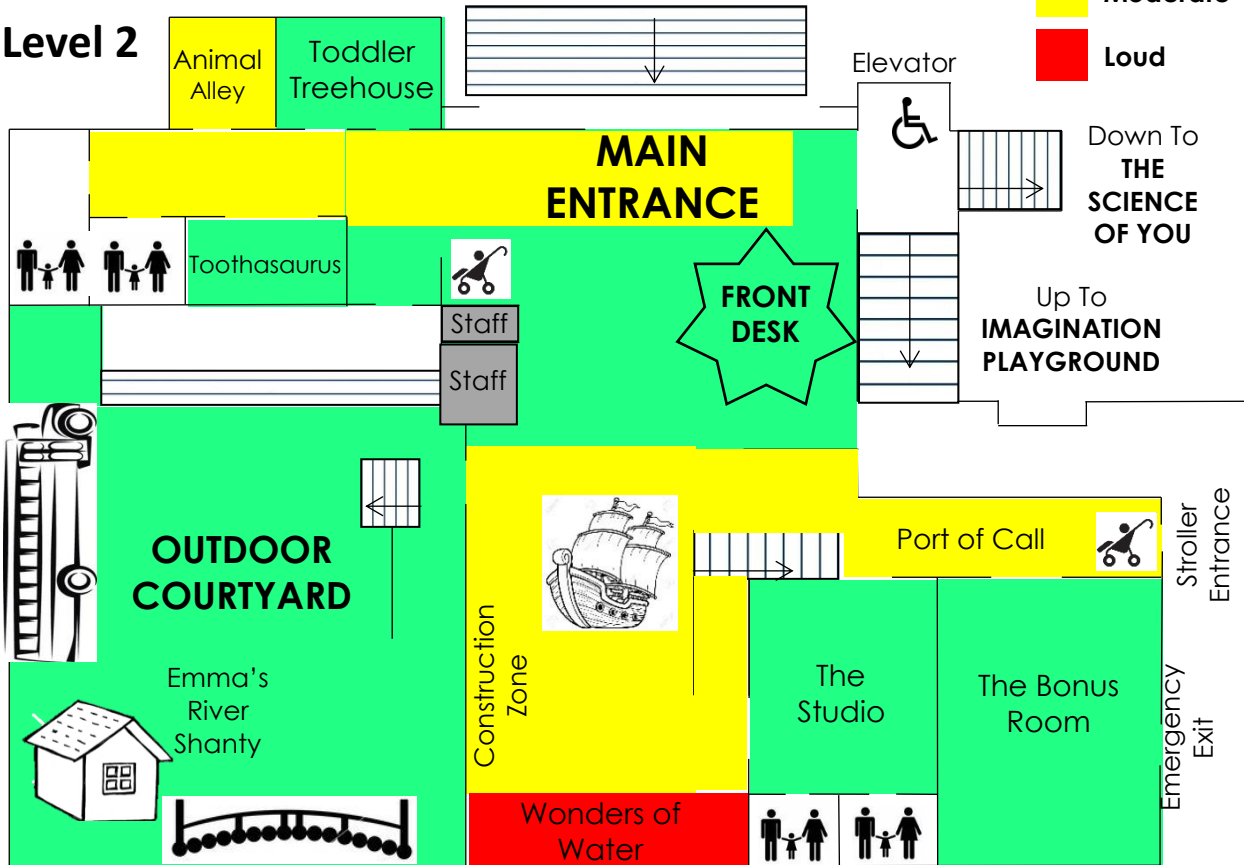 Moderate
Level 2
Loud
Animal
Alley
Toddler
Treehouse
Elevator
MAIN
ENTRANCE
Down To
THE
SCIENCE
OF YOU
Toothasaurus
FRONT
DESK
Up To
IMAGINATION
PLAYGROUND
Staff
Staff
OUTDOOR
COURTYARD
Port of Call
Stroller
Entrance
Construction
Zone
Emma's
River
Shanty
The
Studio
The Bonus
Room
Emergency
Exit
Wonders of
Water